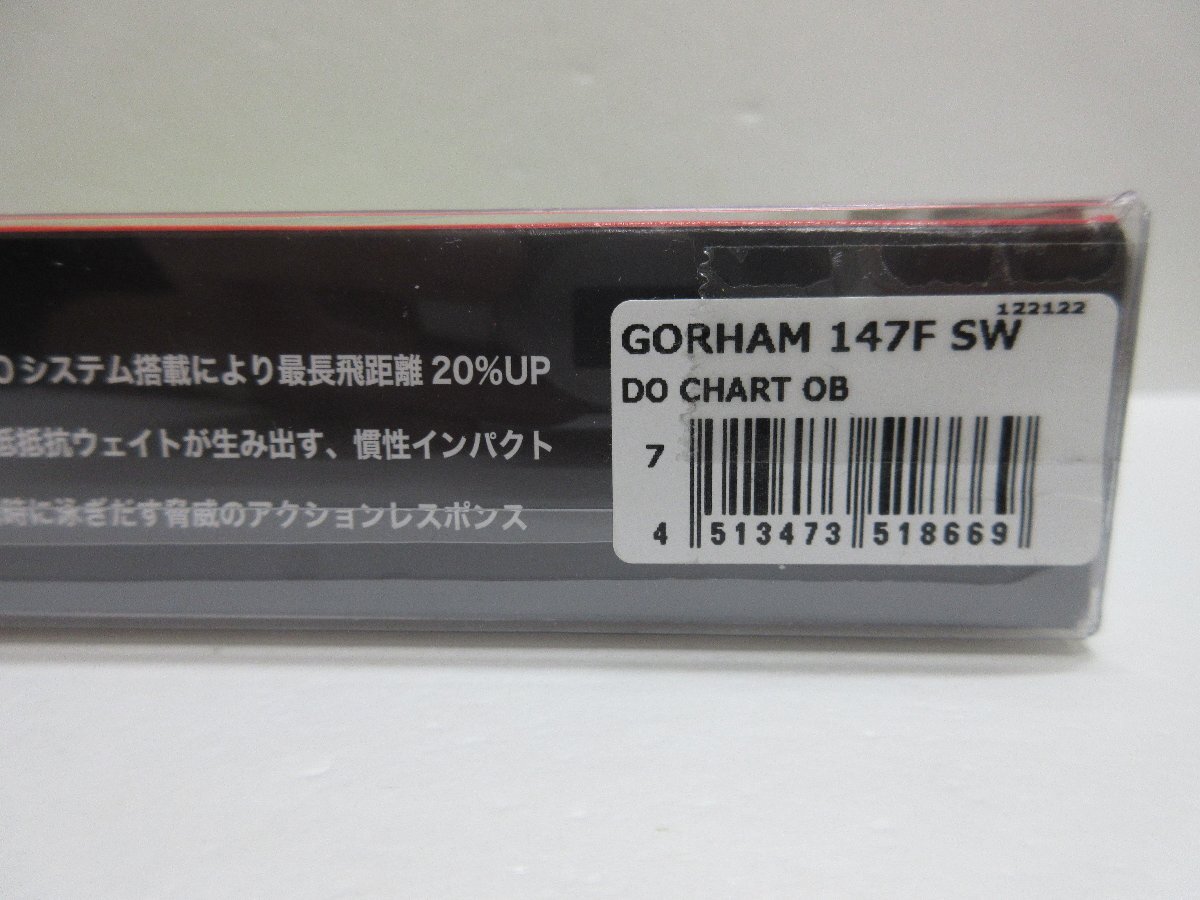 Oシステム搭載により最長飛距離 20%UP
抵抗ウェイトが生み出す、慣性インパクト
時に泳ぎだす脅威のアクションレスポンス
122122
GORHAM 147F SW
DO CHART OB
7
4 513473 518669